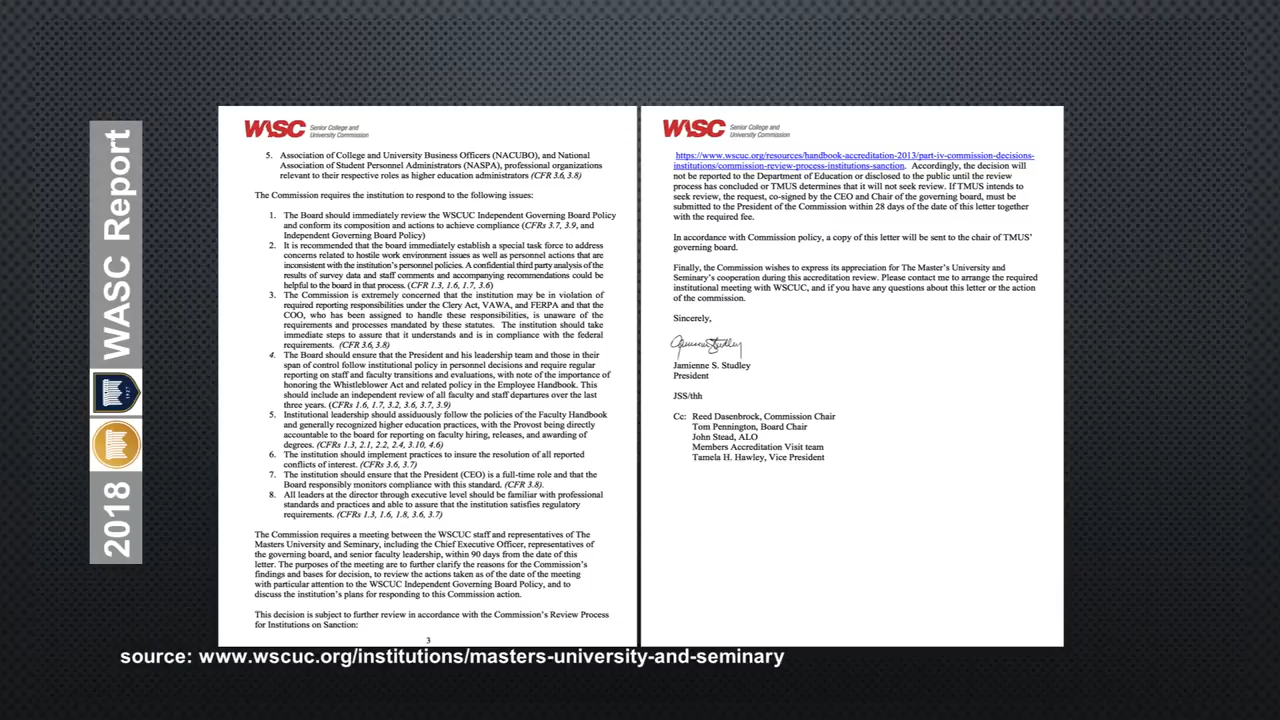 2018 WASC Report
WASC Senior College and
University Commission
5. Association of College and University Business Officers (NACUBO), and National
Association of Student Personnel Administrators (NASPA), professional organizations
relevant to their respective roles as higher education administrators (CFR 3.6, 3.8)
The Commission requires the institution to respond to the following issues:
1. The Board should immediately review the WSCUC Independent Governing Board Policy
and conform its composition and actions to achieve compliance (CFRs 3.7, 3.9, and
Independent Governing Board Policy)
2. It is recommended that the board immediately establish a special task force to address
concerns related to hostile work environment issues as well as personnel actions that are
inconsistent with the institution's personnel policies. A confidential third party analysis of the
results of survey data and staff comments and accompanying recommendations could be
helpful to the board in that process. (CFR 1.3, 1.6, 1.7, 3.6)
3. The Commission is extremely concerned that the institution may be in violation of
required reporting responsibilities under the Clery Act, VAWA, and FERPA and that the
COO, who has been assigned to handle these responsibilities, is unaware of the
requirements and processes mandated by these statutes. The institution should take
immediate steps to assure that it understands and is in compliance with the federal
requirements. (CFR 3.6, 3.8)
4. The Board should ensure that the President and his leadership team and those in their
span of control follow institutional policy in personnel decisions and require regular
reporting on staff and faculty transitions and evaluations, with note of the importance of
honoring the Whistleblower Act and related policy in the Employee Handbook. This
should include an independent review of all faculty and staff departures over the last
three years. (CFRs 1.6, 1.7, 3.2, 3.6, 3.7, 3.9)
5. Institutional leadership should assiduously follow the policies of the Faculty Handbook
and generally recognized higher education practices, with the Provost being directly
accountable to the board for reporting on faculty hiring, releases, and awarding of
degrees. (CFRs 1.3, 2.1, 2.2, 2.4, 3.10, 4.6)
6. The institution should implement practices to insure the resolution of all reported
conflicts of interest. (CFRs 3.6, 3.7)
7. The institution should ensure that the President (CEO) is a full-time role and that the
Board responsibly monitors compliance with this standard. (CFR 3.8).
8. All leaders at the director through executive level should be familiar with professional
standards and practices and able to assure that the institution satisfies regulatory
requirements. (CFRs 1.3, 1.6, 1.8, 3.6, 3.7)
The Commission requires a meeting between the WSCUC staff and representatives of The
Masters University and Seminary, including the Chief Executive Officer, representatives of
the governing board, and senior faculty leadership, within 90 days from the date of this
letter. The purposes of the meeting are to further clarify the reasons for the Commission's
findings and bases for decision, to review the actions taken as of the date of the meeting
with particular attention to the WSCUC Independent Governing Board Policy, and to
discuss the institution's plans for responding to this Commission action.
This decision is subject to further review in accordance with the Commission's Review Process
for Institutions on Sanction:
3
WASC Senior College and
University Commission
https://www.wscuc.org/resources/handbook-accreditation-2013/part-iv-commission-decisions-
institutions/commission-review-process-institutions-sanction. Accordingly, the decision will
not be reported to the Department of Education or disclosed to the public until the review
process has concluded or TMUS determines that it will not seek review. If TMUS intends to
seek review, the request, co-signed by the CEO and Chair of the governing board, must be
submitted to the President of the Commission within 28 days of the date of this letter together
with the required fee.
In accordance with Commission policy, a copy of this letter will be sent to the chair of TMUS'
governing board.
Finally, the Commission wishes to express its appreciation for The Master's University and
Seminary's cooperation during this accreditation review. Please contact me to arrange the required
institutional meeting with WSCUC, and if you have any questions about this letter or the action
of the commission.
Sincerely,
Jamienne S. Studley
Jamienne S. Studley
President
JSS/thh
Cc: Reed Dasenbrock, Commission Chair
Tom Pennington, Board Chair
John Stead, ALO
Members Accreditation Visit team
Tamela H. Hawley, Vice President
source: www.wscuc.org/institutions/masters-university-and-seminary